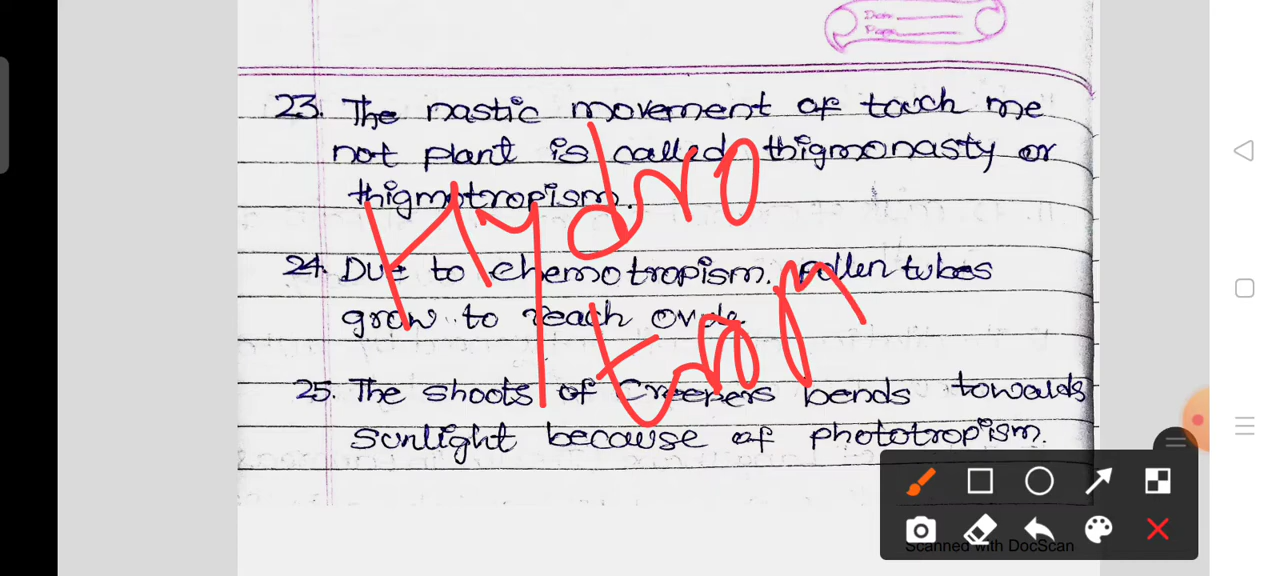 Date
Page
23. The nastic movement of touch me
not plant is called thigmonasty or
thigmotropism.
Hydro
24. Due to chemotropism. Pollen tubes
grow to reach ovule.
trop
25. The shoots of Creepers bends towards
sunlight because of phototropism.
Scanned with DocScan